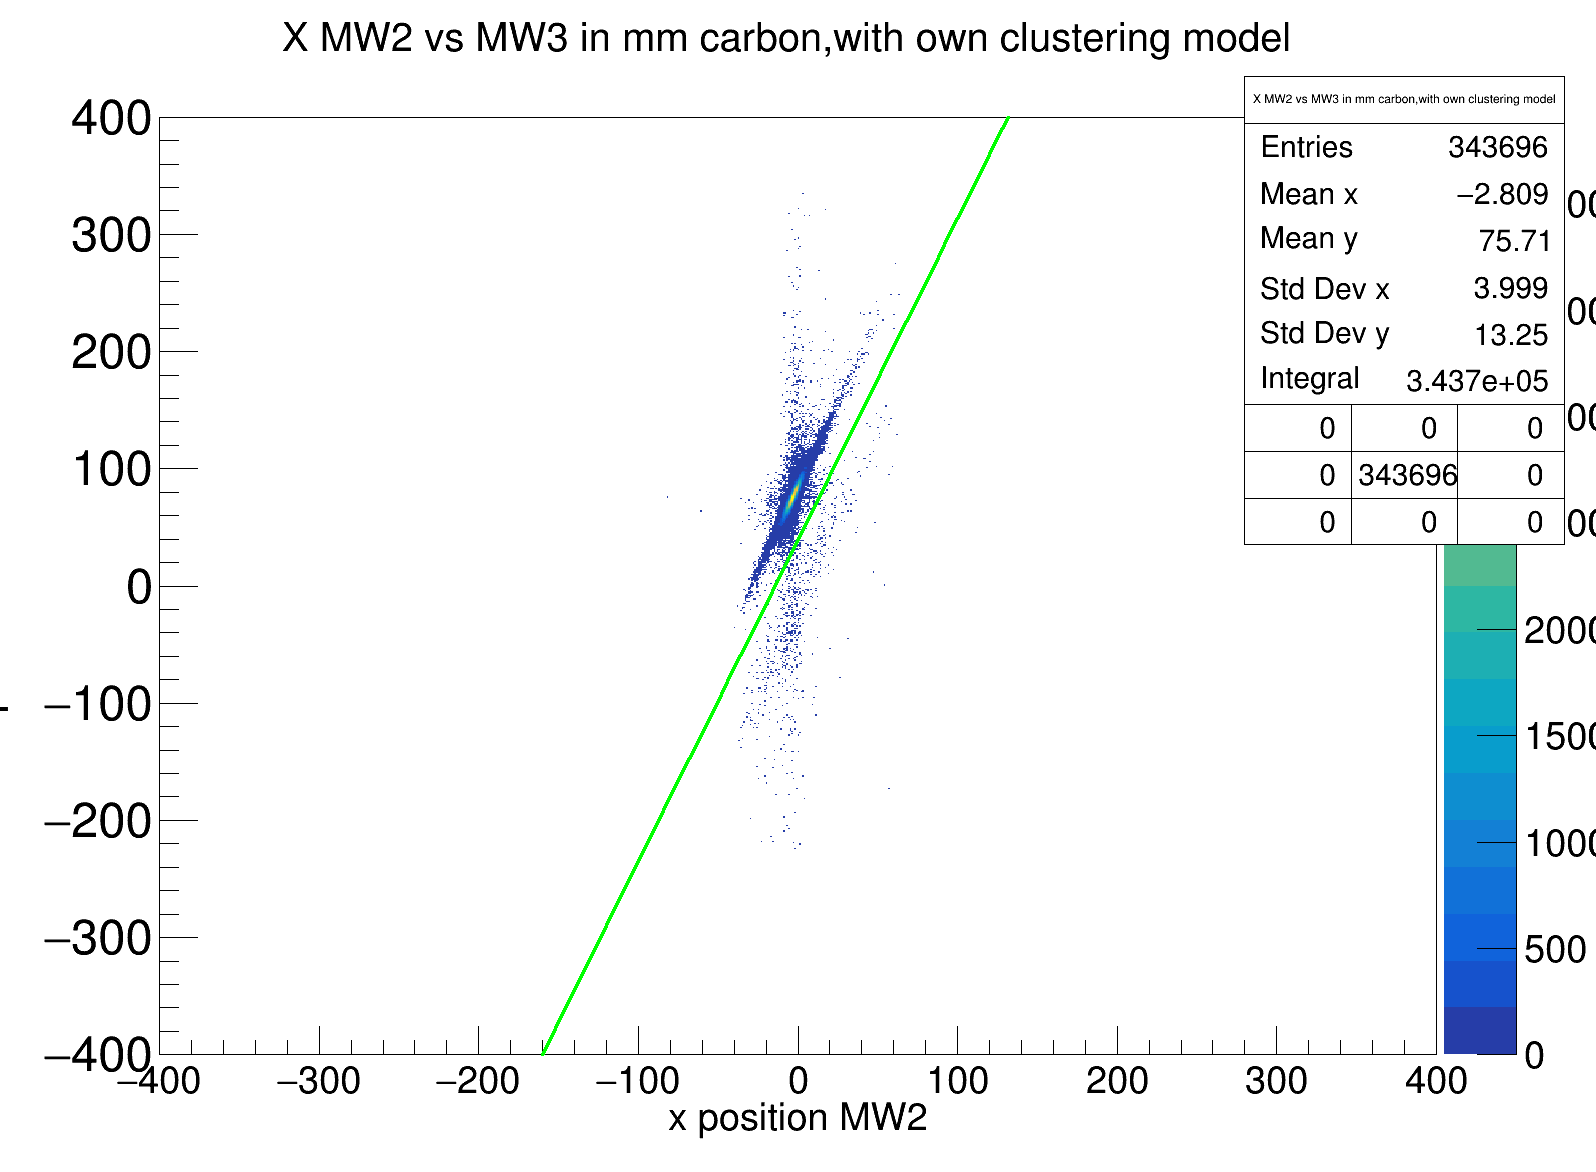 X MW2 vs MW3 in mm carbon,with own clustering model
X MW2 vs MW3 in mm carbon,with own clustering model
Entries 343696
Mean x −2.809
Mean y 75.71
Std Dev x 3.999
Std Dev y 13.25
Integral 3.437e+05
0 0 0
0 343696 0
0 0 0
400
300
200
100
0
−100
−200
−300
−400
−400 −300 −200 −100 0 100 200 300 400
x position MW2
2000
1500
1000
500
0